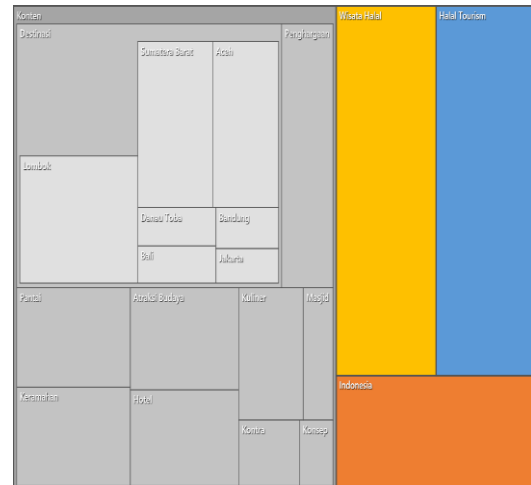 Konten
Wisata Halal
Halal Tourism
Destinasi
Penghargaan
Sumatera Barat
Aceh
Lombok
Danau Toba
Bandung
Bali
Jakarta
Pantai
Atraksi Budaya
Kuliner
Masjid
Indonesia
Keramahan
Hotel
Kontra
Konsep